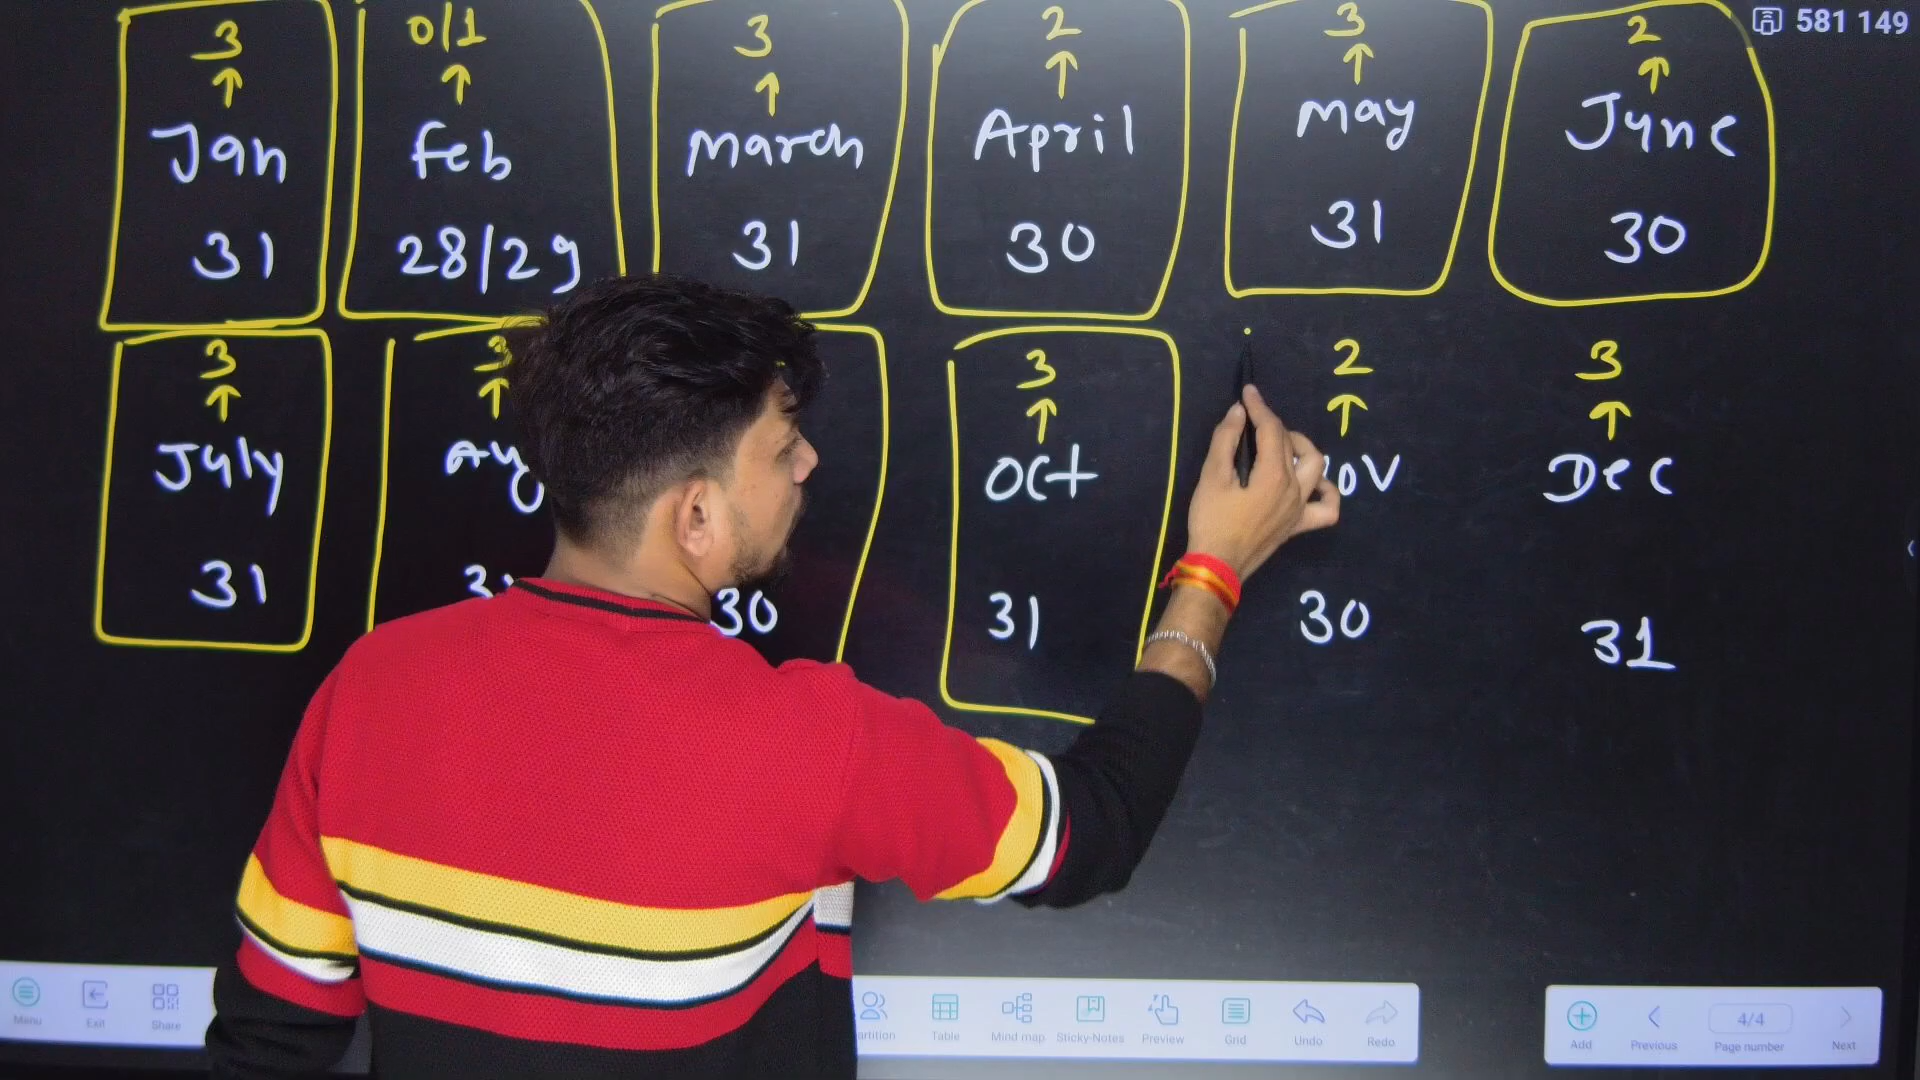 581 149
3 0/1 3 2 3 2
Jan Feb March April May June
31 28/29 31 30 31 30
3 3 3 2 3
July Oct Dec
31 30 31 30 31
Menu Exit Share Table Mind map Sticky-Notes Preview Grid Undo Redo Add Previous Page number Next
4/4